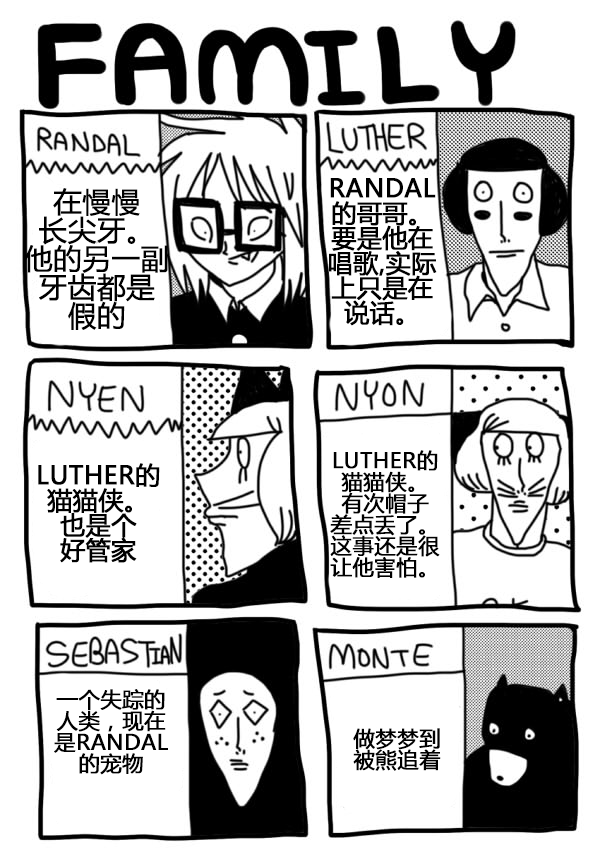 FAMILY
RANDAL
在慢慢
长尖牙。
他的另一副
牙齿都是
假的
LUTHER
RANDAL
的哥哥。
要是他在
唱歌,实际
上只是在
说话。
NYEN
LUTHER的
猫猫侠。
也是个
好管家
NYON
LUTHER的
猫猫侠。
有次帽子
差点丢了。
这事还是很
让他害怕。
SEBASTIAN
一个失踪的
人类，现在
是RANDAL
的宠物
MONTE
做梦梦到
被熊追着